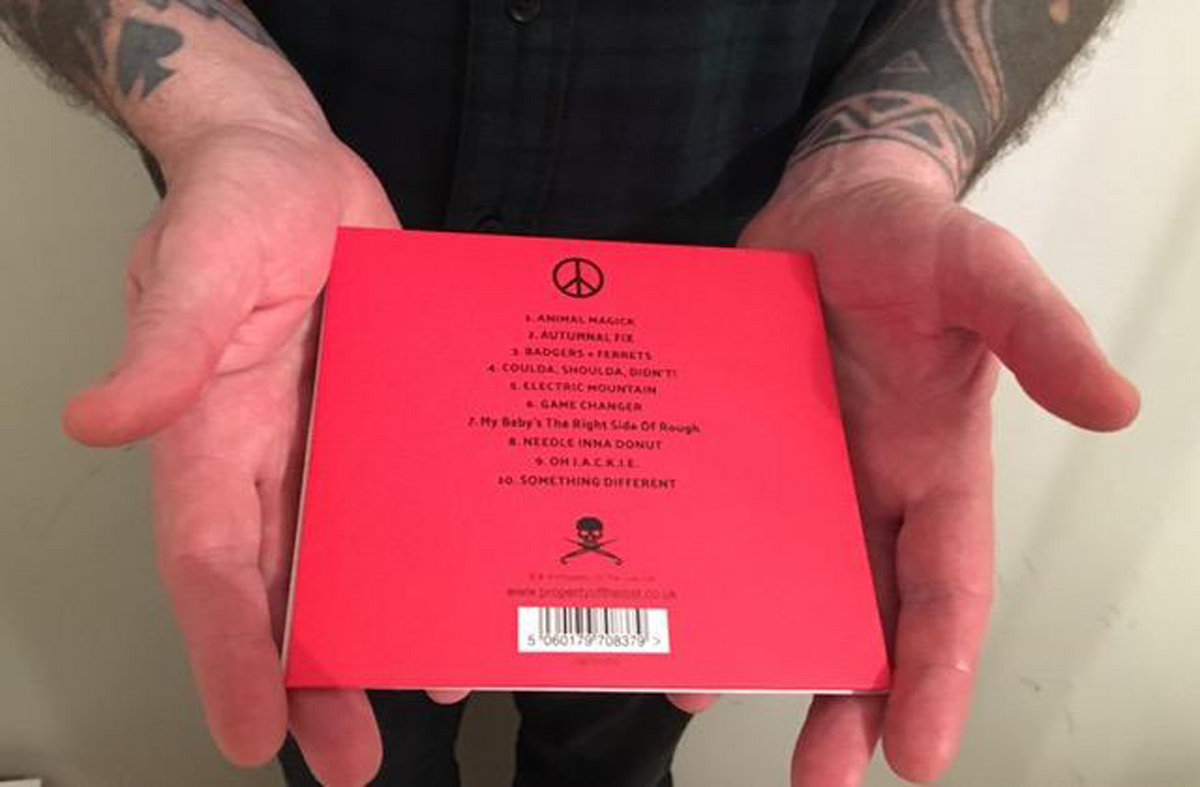 1. ANIMAL MAGICK
2. AUTUMNAL FIX
3. BADGERS + FERRETS
4. COULDA, SHOULDA, DIDN'T!
5. ELECTRIC MOUNTAIN
6. GAME CHANGER
7. My Baby's The Right Side Of Rough
8. NEEDLE INNA DONUT
9. OH J.A.C.K.I.E.
10. SOMETHING DIFFERENT
www.propertyofthelost.co.uk
5 060179 708379 >